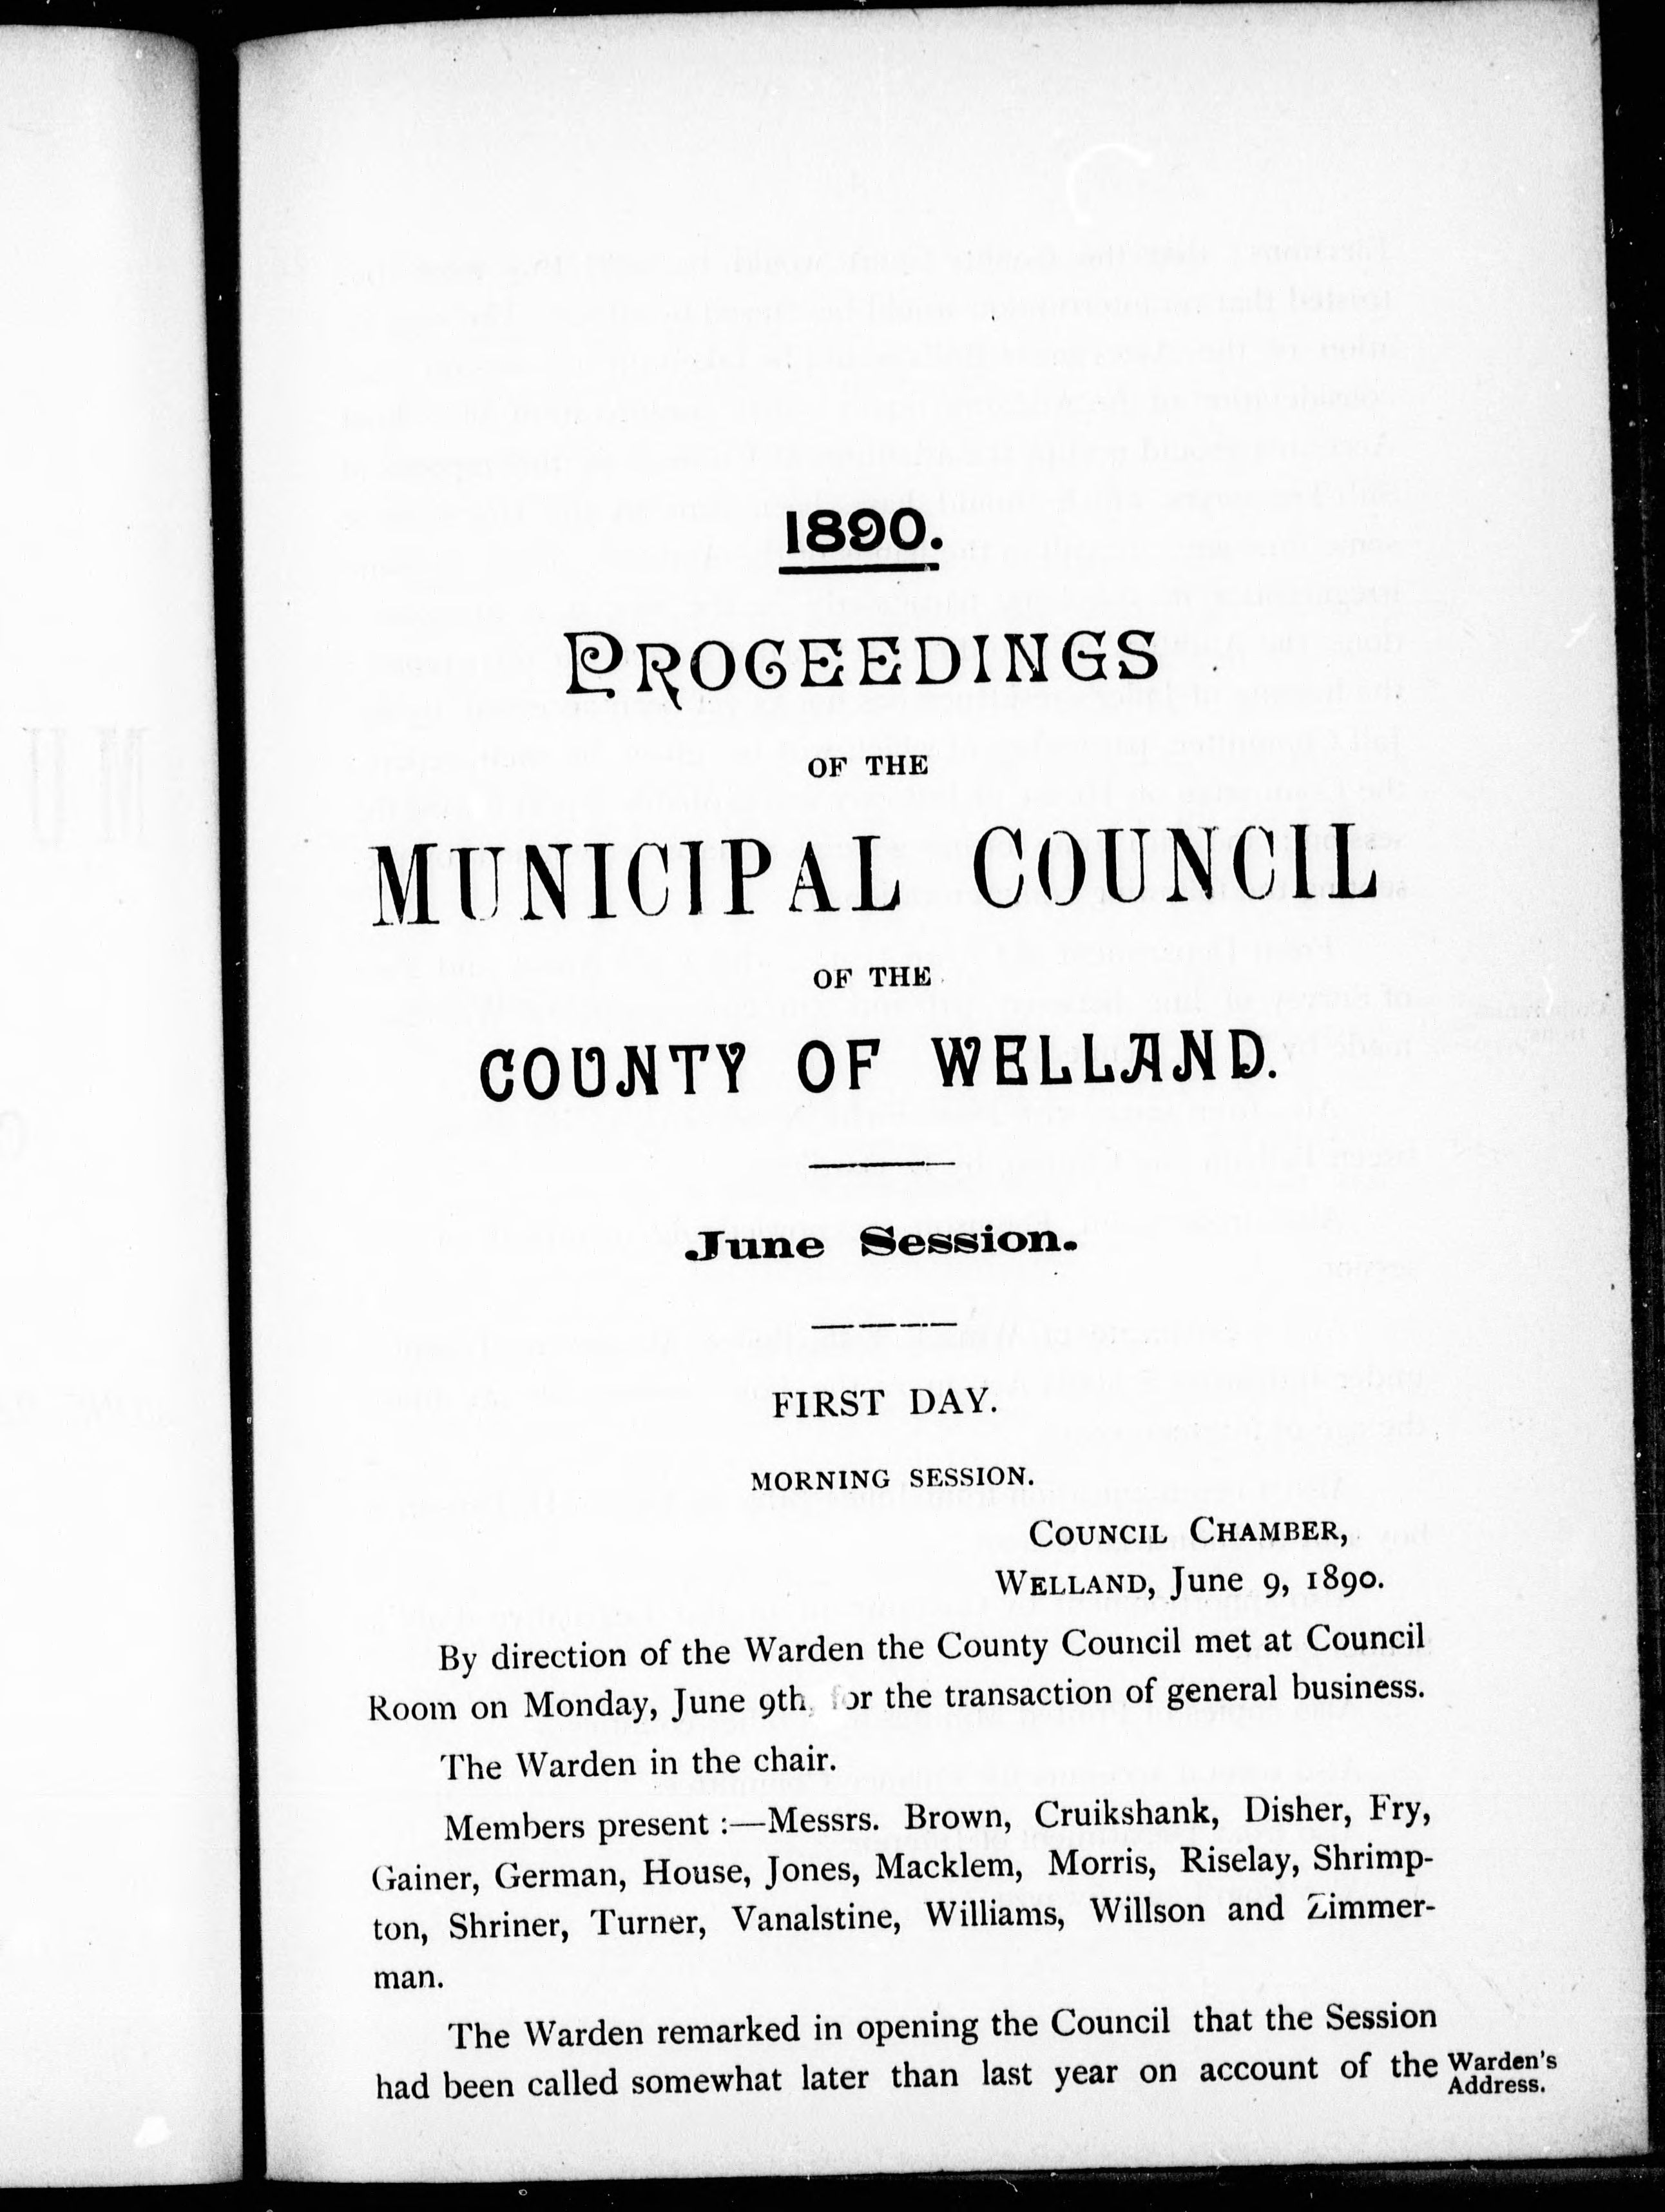 1890.
PROCEEDINGS
OF THE
MUNICIPAL COUNCIL
OF THE
COUNTY OF WELLAND.
June Session.
FIRST DAY.
MORNING SESSION.
COUNCIL CHAMBER,
WELLAND, June 9, 1890.
By direction of the Warden the County Council met at Council
Room on Monday, June 9th, for the transaction of general business.
The Warden in the chair.
Members present :—Messrs. Brown, Cruikshank, Disher, Fry,
Gainer, German, House, Jones, Macklem, Morris, Riselay, Shrimp-
ton, Shriner, Turner, Vanalstine, Williams, Willson and Zimmer-
man.
The Warden remarked in opening the Council that the Session
had been called somewhat later than last year on account of the
Warden's
Address.